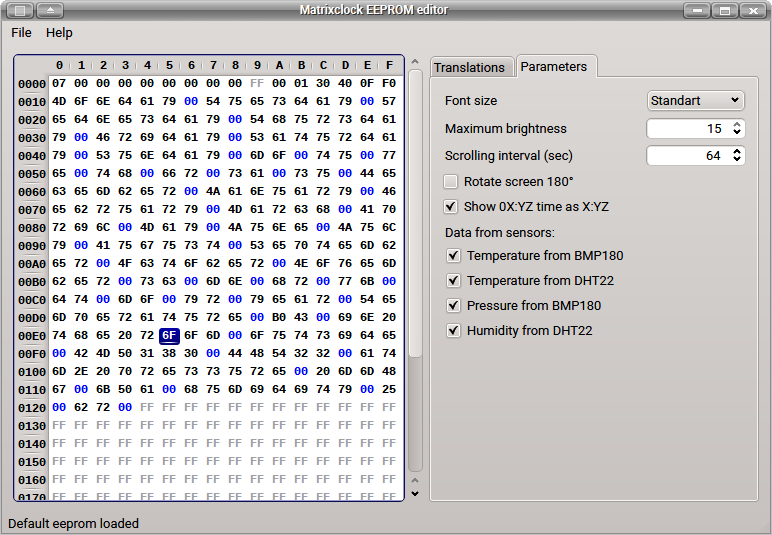 Matrixclock EEPROM editor
File Help
0 1 2 3 4 5 6 7 8 9 A B C D E F
0000 07 00 00 00 00 00 00 00 00 FF 00 01 30 40 0F F0
0010 4D 6F 6E 64 61 79 00 54 75 65 73 64 61 79 00 57
0020 65 64 6E 65 73 64 61 79 00 54 68 75 72 73 64 61
0030 79 00 46 72 69 64 61 79 00 53 61 74 75 72 64 61
0040 79 00 53 75 6E 64 61 79 00 6D 6F 00 74 75 00 77
0050 65 00 74 68 00 66 72 00 73 61 00 73 75 00 44 65
0060 63 65 6D 62 65 72 00 4A 61 6E 75 61 72 79 00 46
0070 65 62 72 75 61 72 79 00 4D 61 72 63 68 00 41 70
0080 72 69 6C 00 4D 61 79 00 4A 75 6E 65 00 4A 75 6C
0090 79 00 41 75 67 75 73 74 00 53 65 70 74 65 6D 62
00A0 65 72 00 4F 63 74 6F 62 65 72 00 4E 6F 76 65 6D
00B0 62 65 72 00 73 63 00 6D 6E 00 68 72 00 77 6B 00
00C0 64 74 00 6D 6F 00 79 72 00 79 65 61 72 00 54 65
00D0 6D 70 65 72 61 74 75 72 65 00 B0 43 00 69 6E 20
00E0 74 68 65 20 72 6F 6F 6D 00 6F 75 74 73 69 64 65
00F0 00 42 4D 50 31 38 30 00 44 48 54 32 32 00 61 74
0100 6D 2E 20 70 72 65 73 73 75 72 65 00 20 6D 6D 48
0110 67 00 6B 50 61 00 68 75 6D 69 64 69 74 79 00 25
0120 00 62 72 00 FF FF FF FF FF FF FF FF FF FF FF FF
0130 FF FF FF FF FF FF FF FF FF FF FF FF FF FF FF FF
0140 FF FF FF FF FF FF FF FF FF FF FF FF FF FF FF FF
0150 FF FF FF FF FF FF FF FF FF FF FF FF FF FF FF FF
0160 FF FF FF FF FF FF FF FF FF FF FF FF FF FF FF FF
0170 FF FF FF FF FF FF FF FF FF FF FF FF FF FF FF FF
Translations Parameters
Font size Standart
Maximum brightness 15
Scrolling interval (sec) 64
Rotate screen 180°
Show 0X:YZ time as X:YZ
Data from sensors:
Temperature from BMP180
Temperature from DHT22
Pressure from BMP180
Humidity from DHT22
Default eeprom loaded